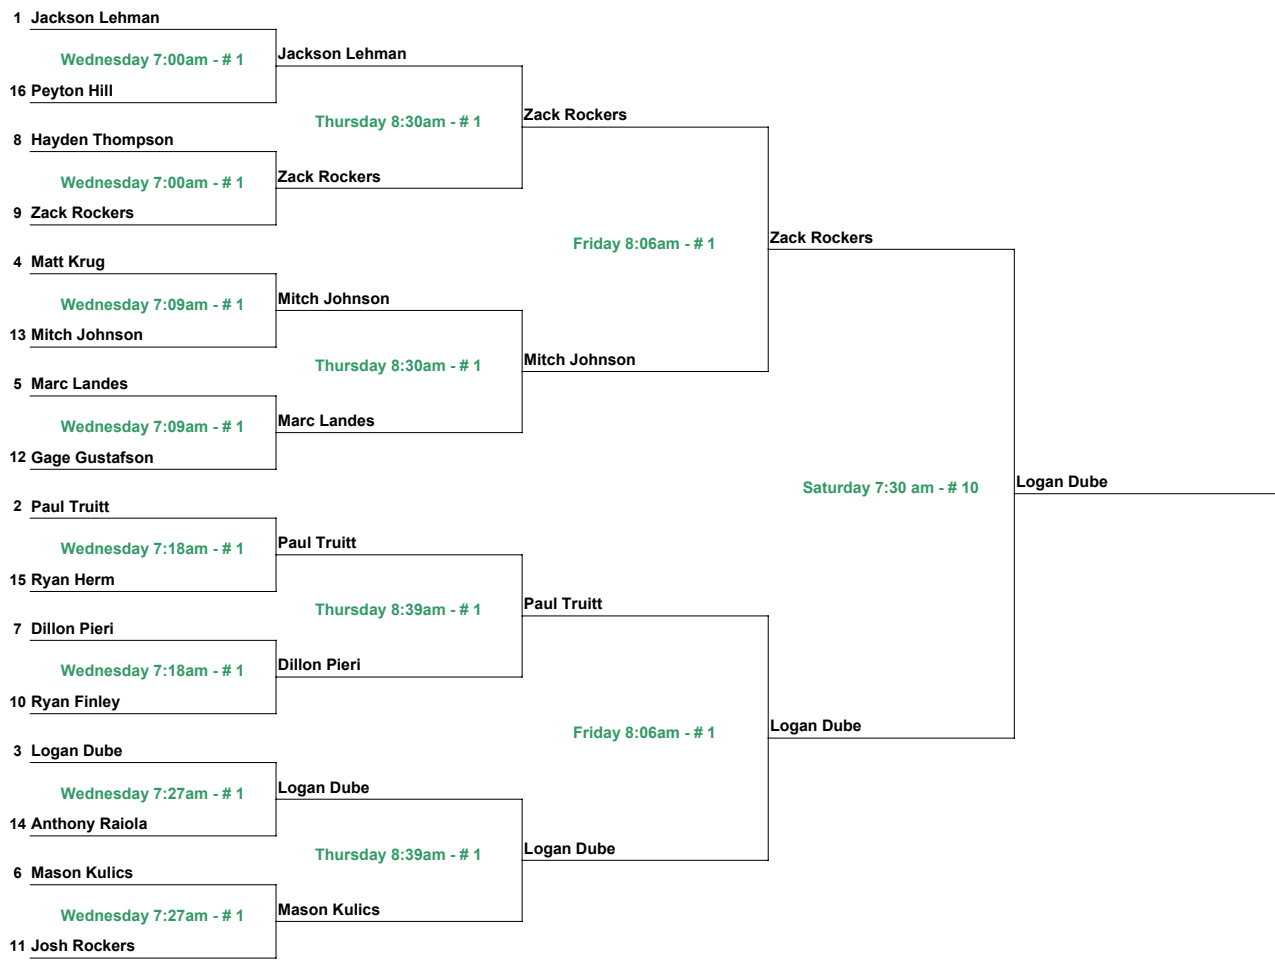 1 Jackson Lehman
Wednesday 7:00am - # 1
Jackson Lehman
16 Peyton Hill
Thursday 8:30am - # 1
Zack Rockers
8 Hayden Thompson
Wednesday 7:00am - # 1
Zack Rockers
9 Zack Rockers
Friday 8:06am - # 1
Zack Rockers
4 Matt Krug
Wednesday 7:09am - # 1
Mitch Johnson
13 Mitch Johnson
Thursday 8:30am - # 1
Mitch Johnson
5 Marc Landes
Wednesday 7:09am - # 1
Marc Landes
12 Gage Gustafson
Saturday 7:30 am - # 10
Logan Dube
2 Paul Truitt
Wednesday 7:18am - # 1
Paul Truitt
15 Ryan Herm
Thursday 8:39am - # 1
Paul Truitt
7 Dillon Pieri
Wednesday 7:18am - # 1
Dillon Pieri
10 Ryan Finley
Friday 8:06am - # 1
Logan Dube
3 Logan Dube
Wednesday 7:27am - # 1
Logan Dube
14 Anthony Raiola
Thursday 8:39am - # 1
Logan Dube
6 Mason Kulics
Wednesday 7:27am - # 1
Mason Kulics
11 Josh Rockers